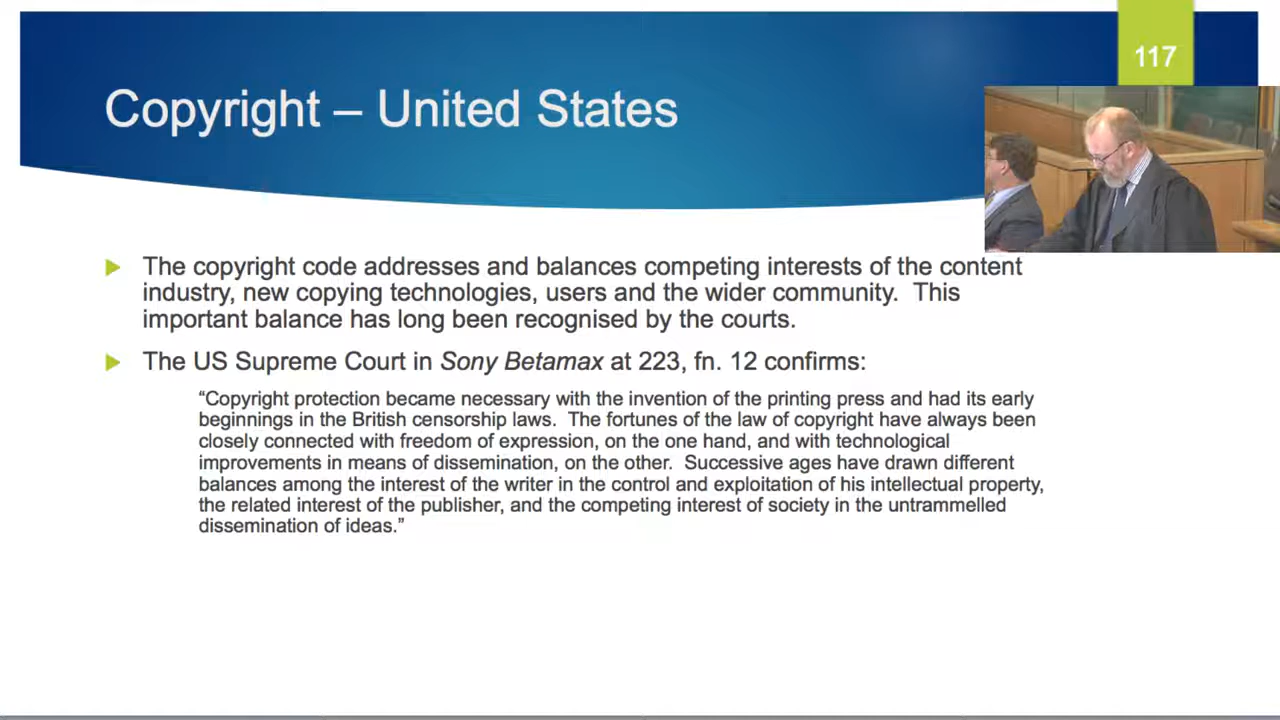 117
Copyright – United States
The copyright code addresses and balances competing interests of the content
industry, new copying technologies, users and the wider community.  This
important balance has long been recognised by the courts.
The US Supreme Court in Sony Betamax at 223, fn. 12 confirms:
“Copyright protection became necessary with the invention of the printing press and had its early
beginnings in the British censorship laws.  The fortunes of the law of copyright have always been
closely connected with freedom of expression, on the one hand, and with technological
improvements in means of dissemination, on the other.  Successive ages have drawn different
balances among the interest of the writer in the control and exploitation of his intellectual property,
the related interest of the publisher, and the competing interest of society in the untrammelled
dissemination of ideas.”